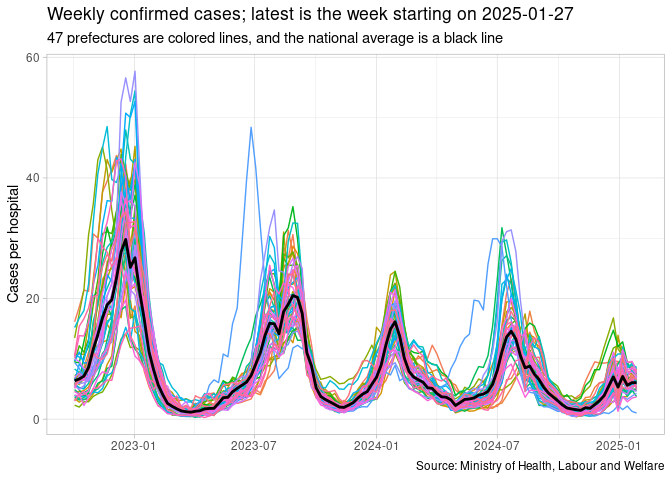 Weekly confirmed cases; latest is the week starting on 2025-01-27
47 prefectures are colored lines, and the national average is a black line
Cases per hospital
60
40
20
0
2023-01
2023-07
2024-01
2024-07
2025-01
Source: Ministry of Health, Labour and Welfare